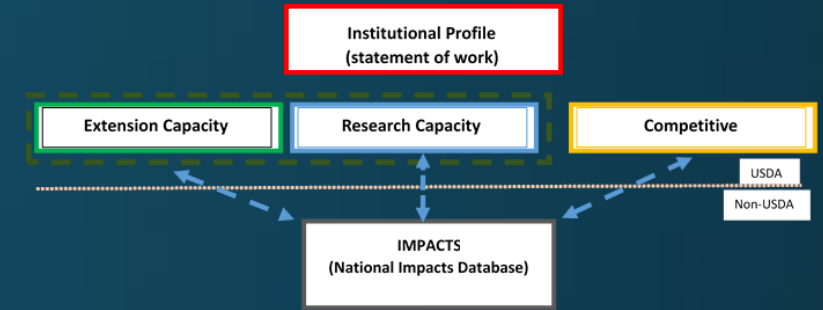 Institutional Profile
(statement of work)
Extension Capacity
Research Capacity
Competitive
USDA
Non-USDA
IMPACTS
(National Impacts Database)